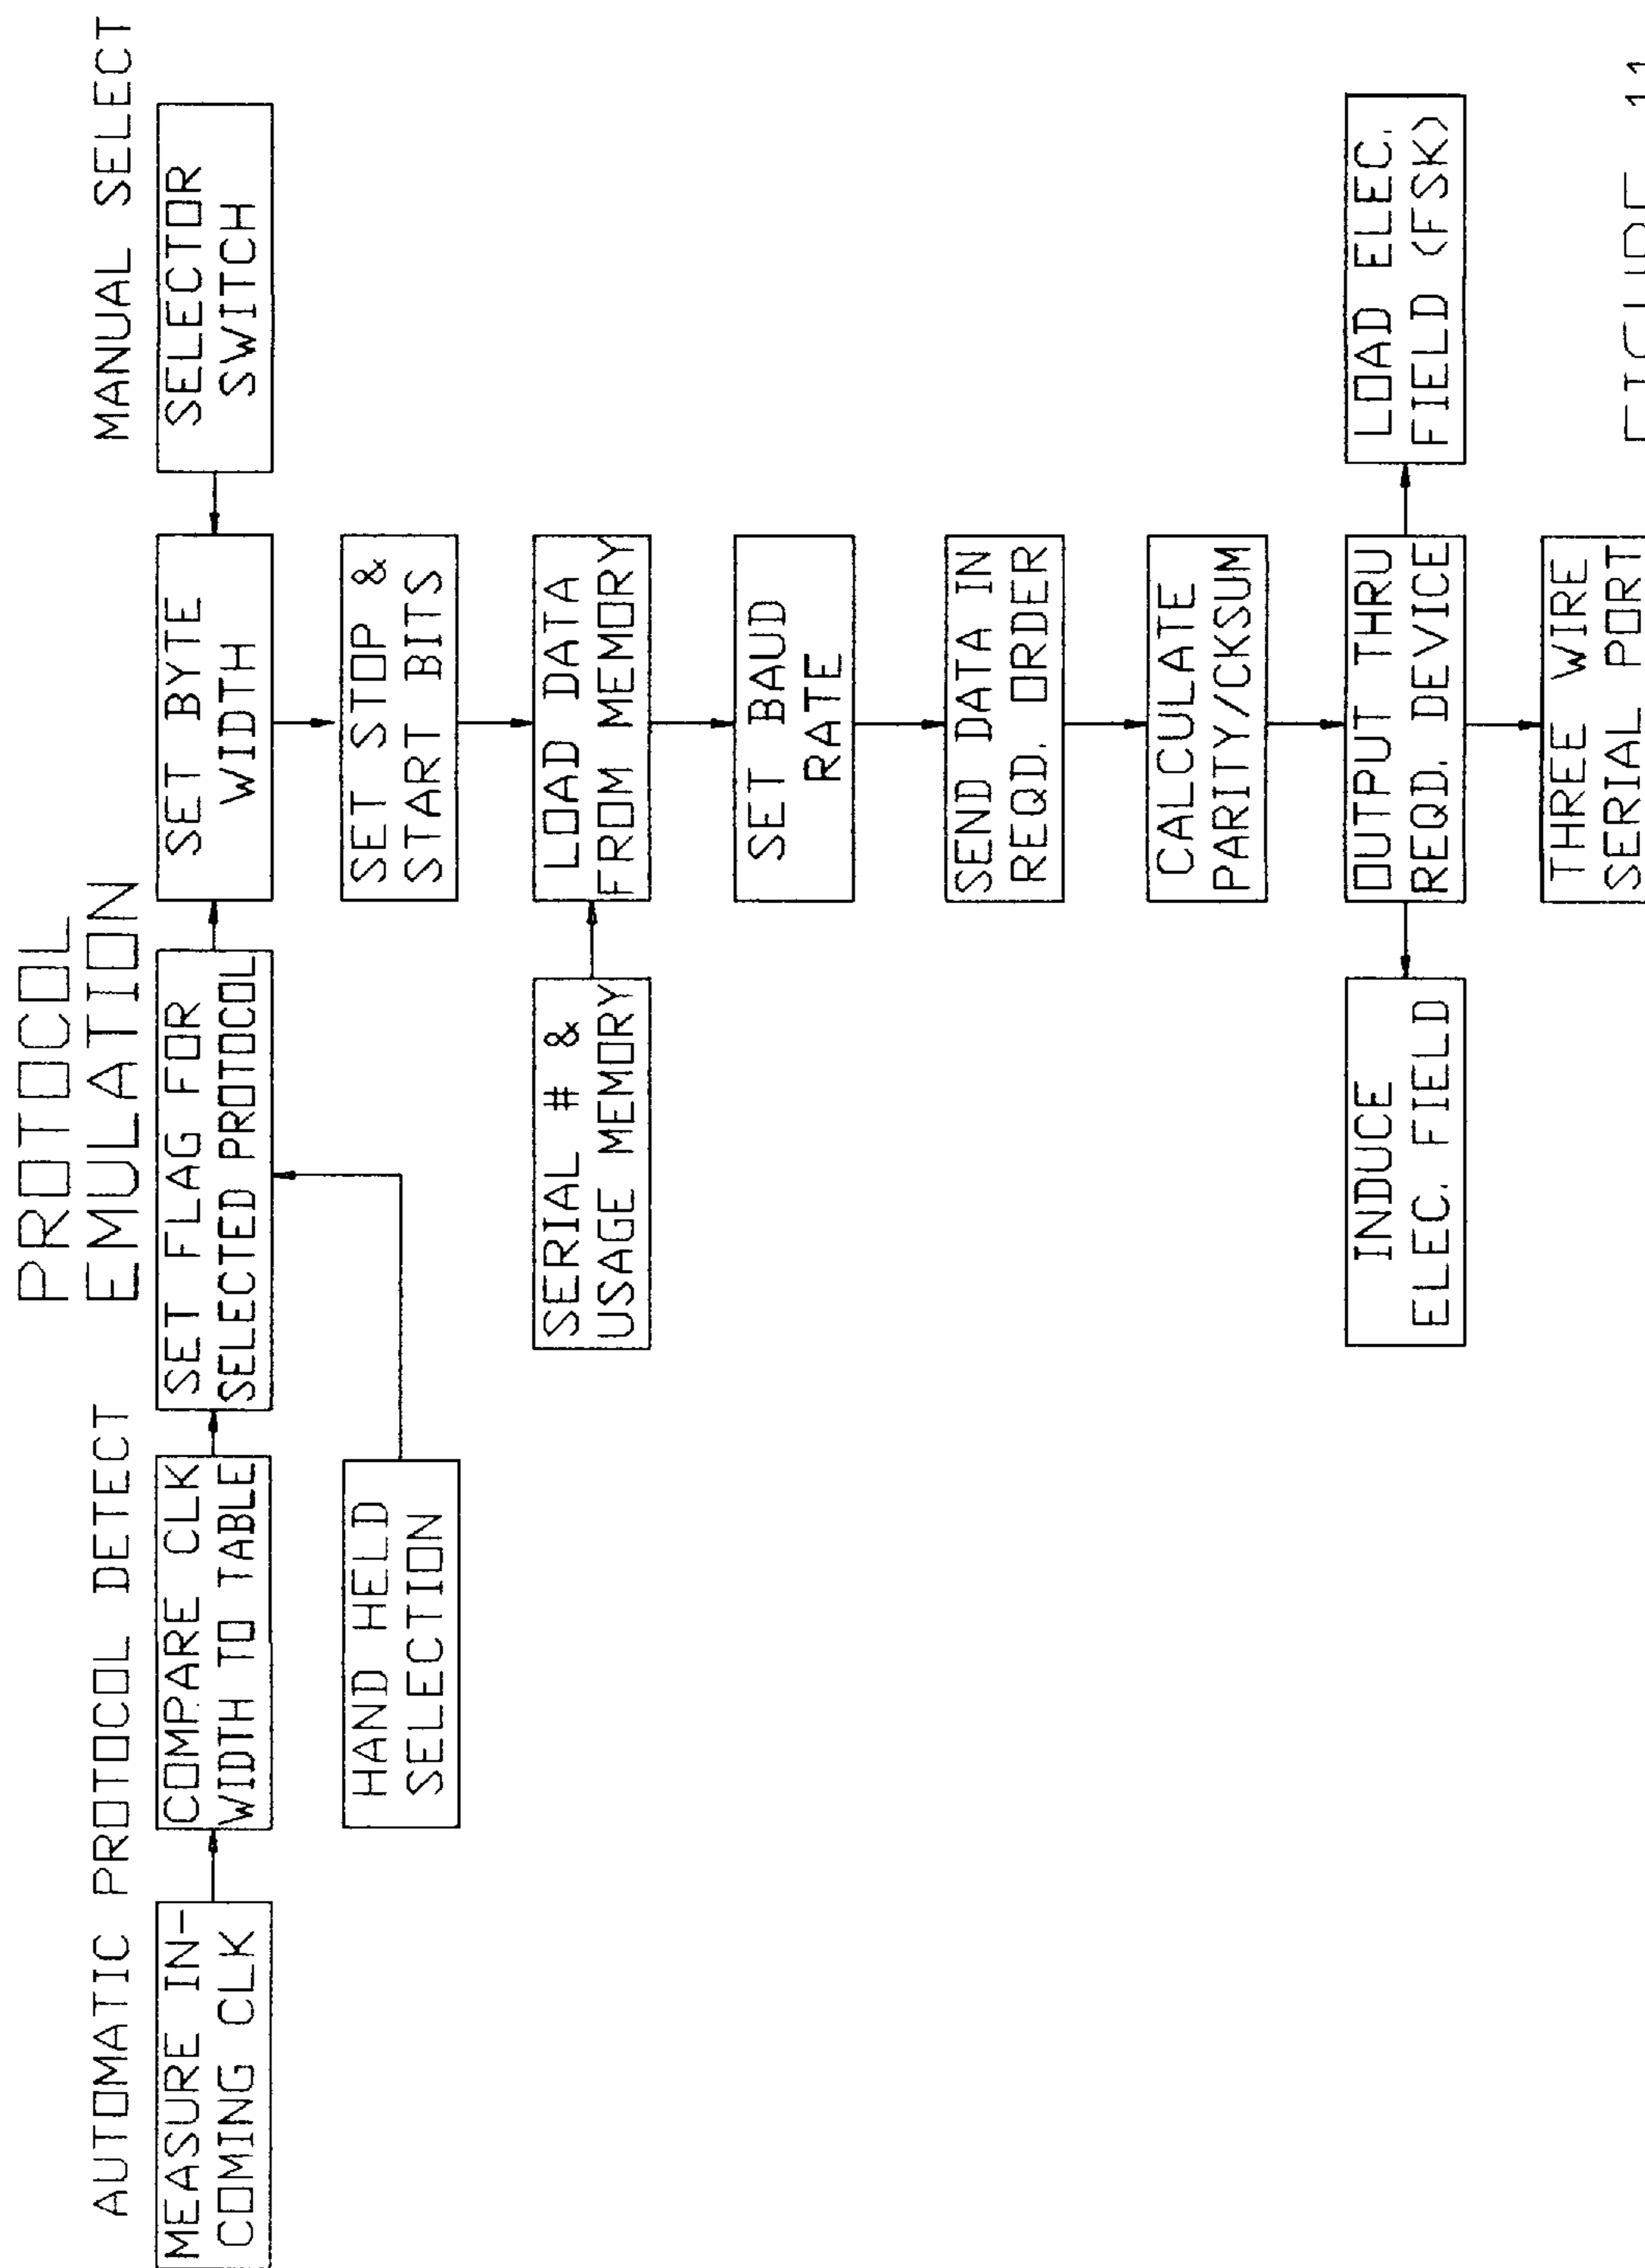 PROTOCOL
EMULATION
AUTOMATIC PROTOCOL DETECT
MANUAL SELECT
MEASURE IN-
COMING CLK
COMPARE CLK
WIDTH TO TABLE
SET FLAG FOR
SELECTED PROTOCOL
SET BYTE
WIDTH
SELECTOR
SWITCH
HAND HELD
SELECTION
SET STOP &
START BITS
SERIAL # &
USAGE MEMORY
LOAD DATA
FROM MEMORY
SET BAUD
RATE
SEND DATA IN
REQD. ORDER
CALCULATE
PARITY/CKSUM
INDUCE
ELEC. FIELD
OUTPUT THRU
REQD. DEVICE
LOAD ELEC.
FIELD (FSK)
THREE WIRE
SERIAL PORT
FIGURE 11